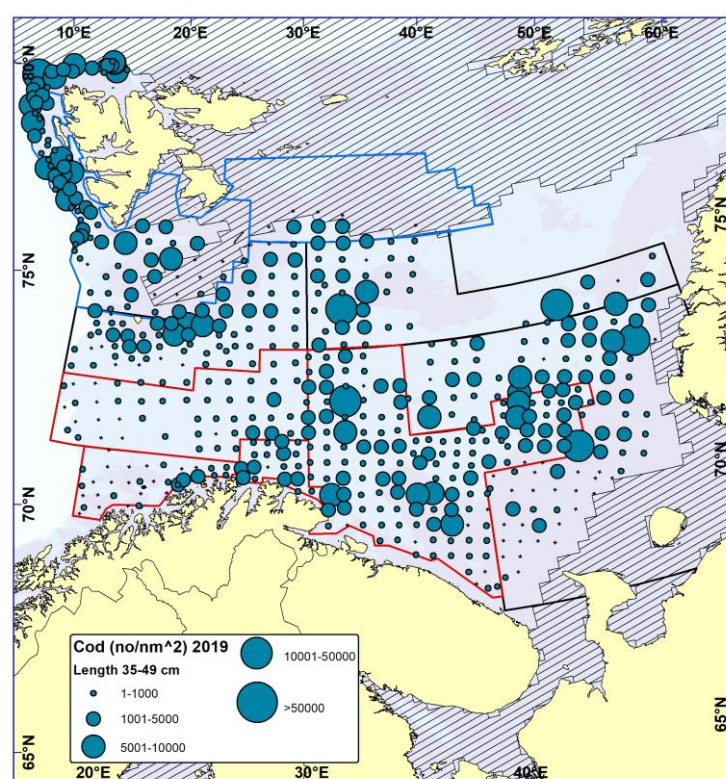 10°E 20°E 30°E 40°E 50°E 60°E
80°N
75°N
75°N
70°N
70°N
65°N
65°N
Cod (no/nm^2) 2019
Length 35-49 cm
1-1000
1001-5000
5001-10000
10001-50000
>50000
20°E 30°E 40°E